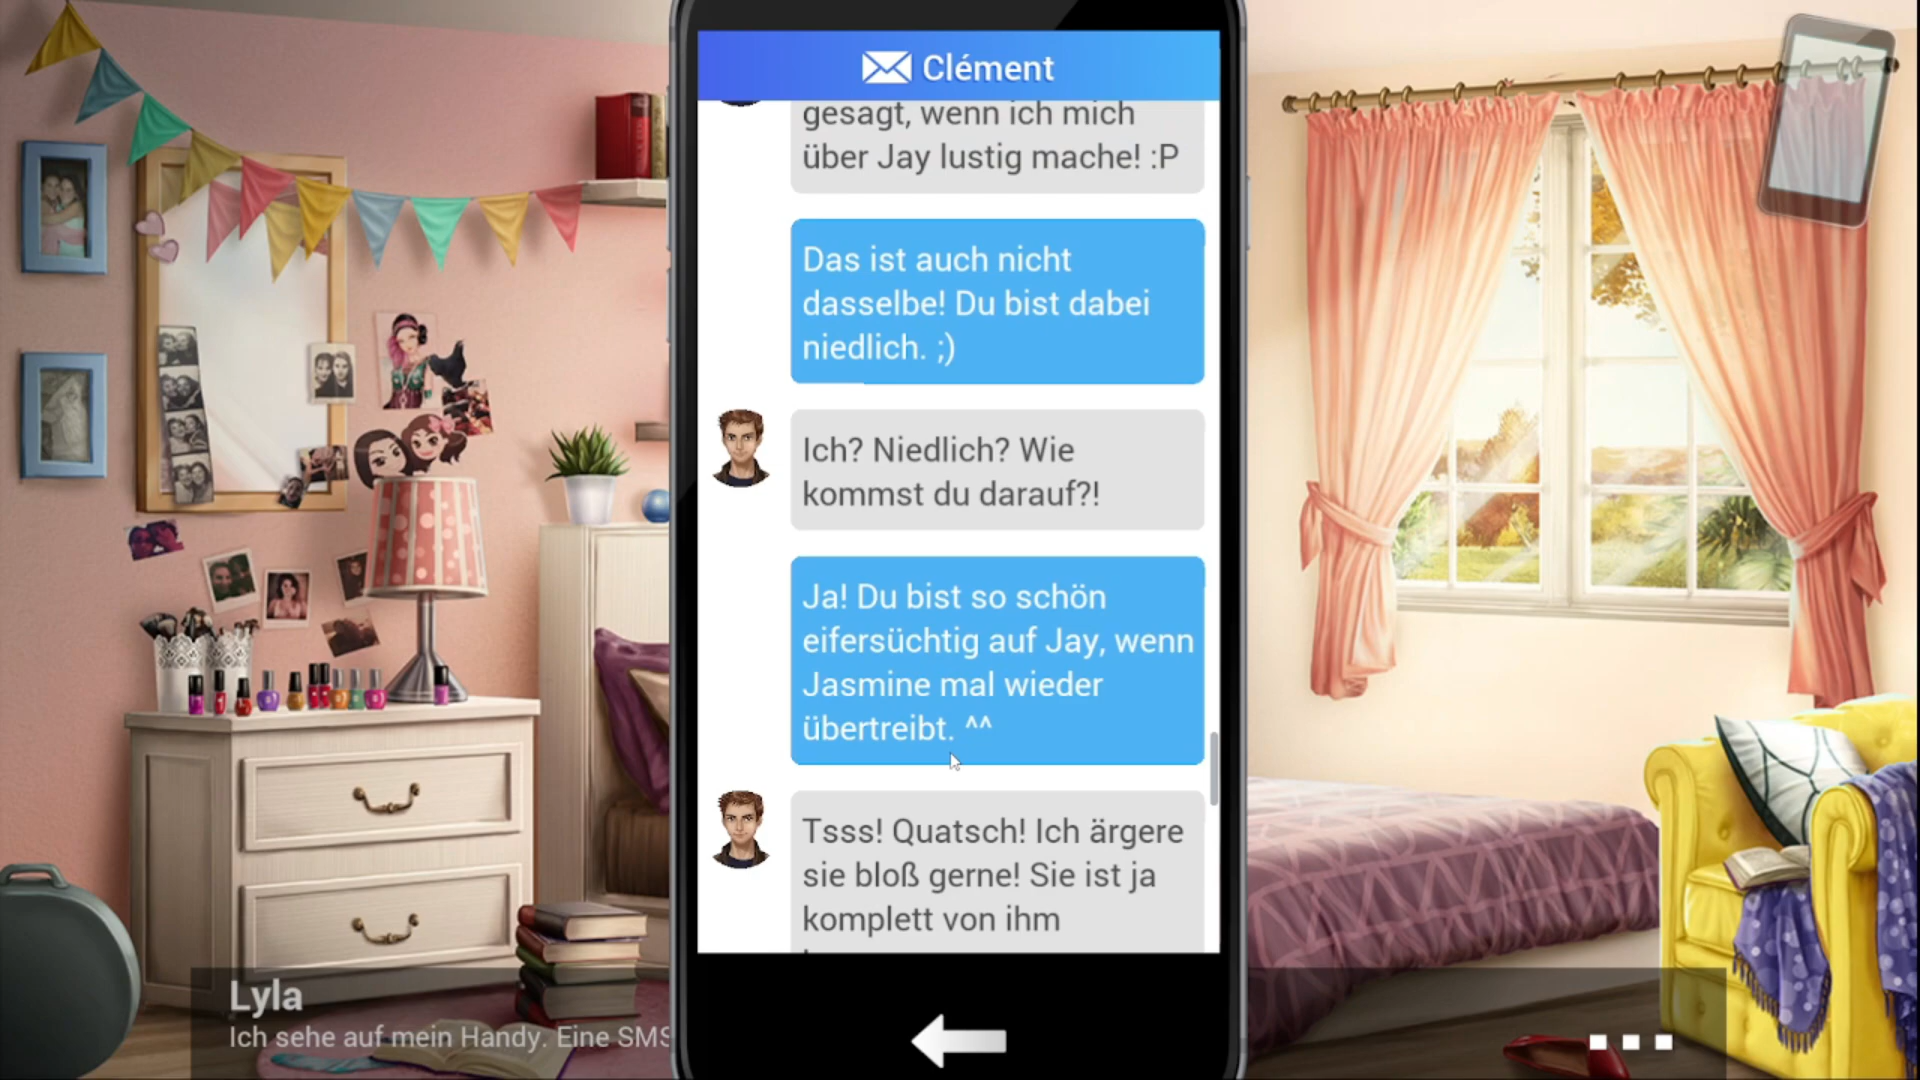 Clément
gesagt, wenn ich mich
über Jay lustig mache! :P
Das ist auch nicht
dasselbe! Du bist dabei
niedlich. ;)
Ich? Niedlich? Wie
kommst du darauf?!
Ja! Du bist so schön
eifersüchtig auf Jay, wenn
Jasmine mal wieder
übertreibt. ^^
Tsss! Quatsch! Ich ärgere
sie bloß gerne! Sie ist ja
komplett von ihm
Lyla
Ich sehe auf mein Handy. Eine SMS